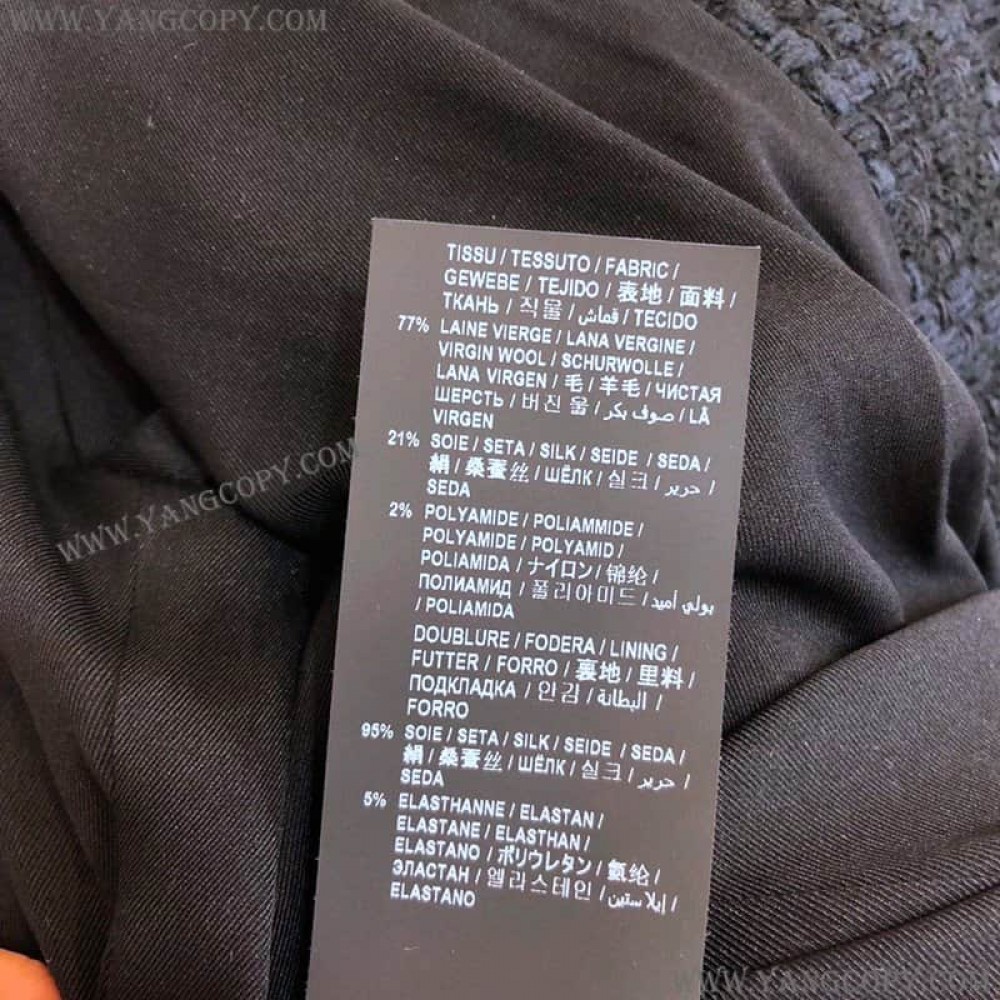 WWW.YANGCOPY.COM
TISSU / TESSUTO / FABRIC /
GEWEBE / TEJIDO / 表地 / 面料 /
ТКАНЬ / 직물 / قماش / TECIDO
77% LAINE VIERGE / LANA VERGINE /
VIRGIN WOOL / SCHURWOLLE /
LANA VIRGEN / 毛 / 羊毛 / ЧИСТАЯ
ШЕРСТЬ / 버진 울 / صوف بكر / LÃ
VIRGEN
21% SOIE / SETA / SILK / SEIDE / SEDA /
絹 / 桑蚕丝 / ШЁЛК / 실크 / حرير /
SEDA
WWW.YANGCOPY.COM
2% POLYAMIDE / POLIAMMIDE /
POLYAMIDE / POLYAMID /
POLIAMIDA / ナイロン / 锦纶 /
ПОЛИАМИД / 폴리아미드 / بولي أميد
/ POLIAMIDA
DOUBLURE / FODERA / LINING /
FUTTER / FORRO / 裏地 / 里料 /
ПОДКЛАДКА / 안감 / البطانة /
FORRO
95% SOIE / SETA / SILK / SEIDE / SEDA /
絹 / 桑蚕丝 / ШЁЛК / 실크 / حرير /
SEDA
5% ELASTHANNE / ELASTAN /
ELASTANE / ELASTHAN /
ELASTANO / ポリウレタン / 氨纶 /
ЭЛАСТАН / 엘라스테인 / إيلاستين /
ELASTANO
WWW.YANGCOPY.COM